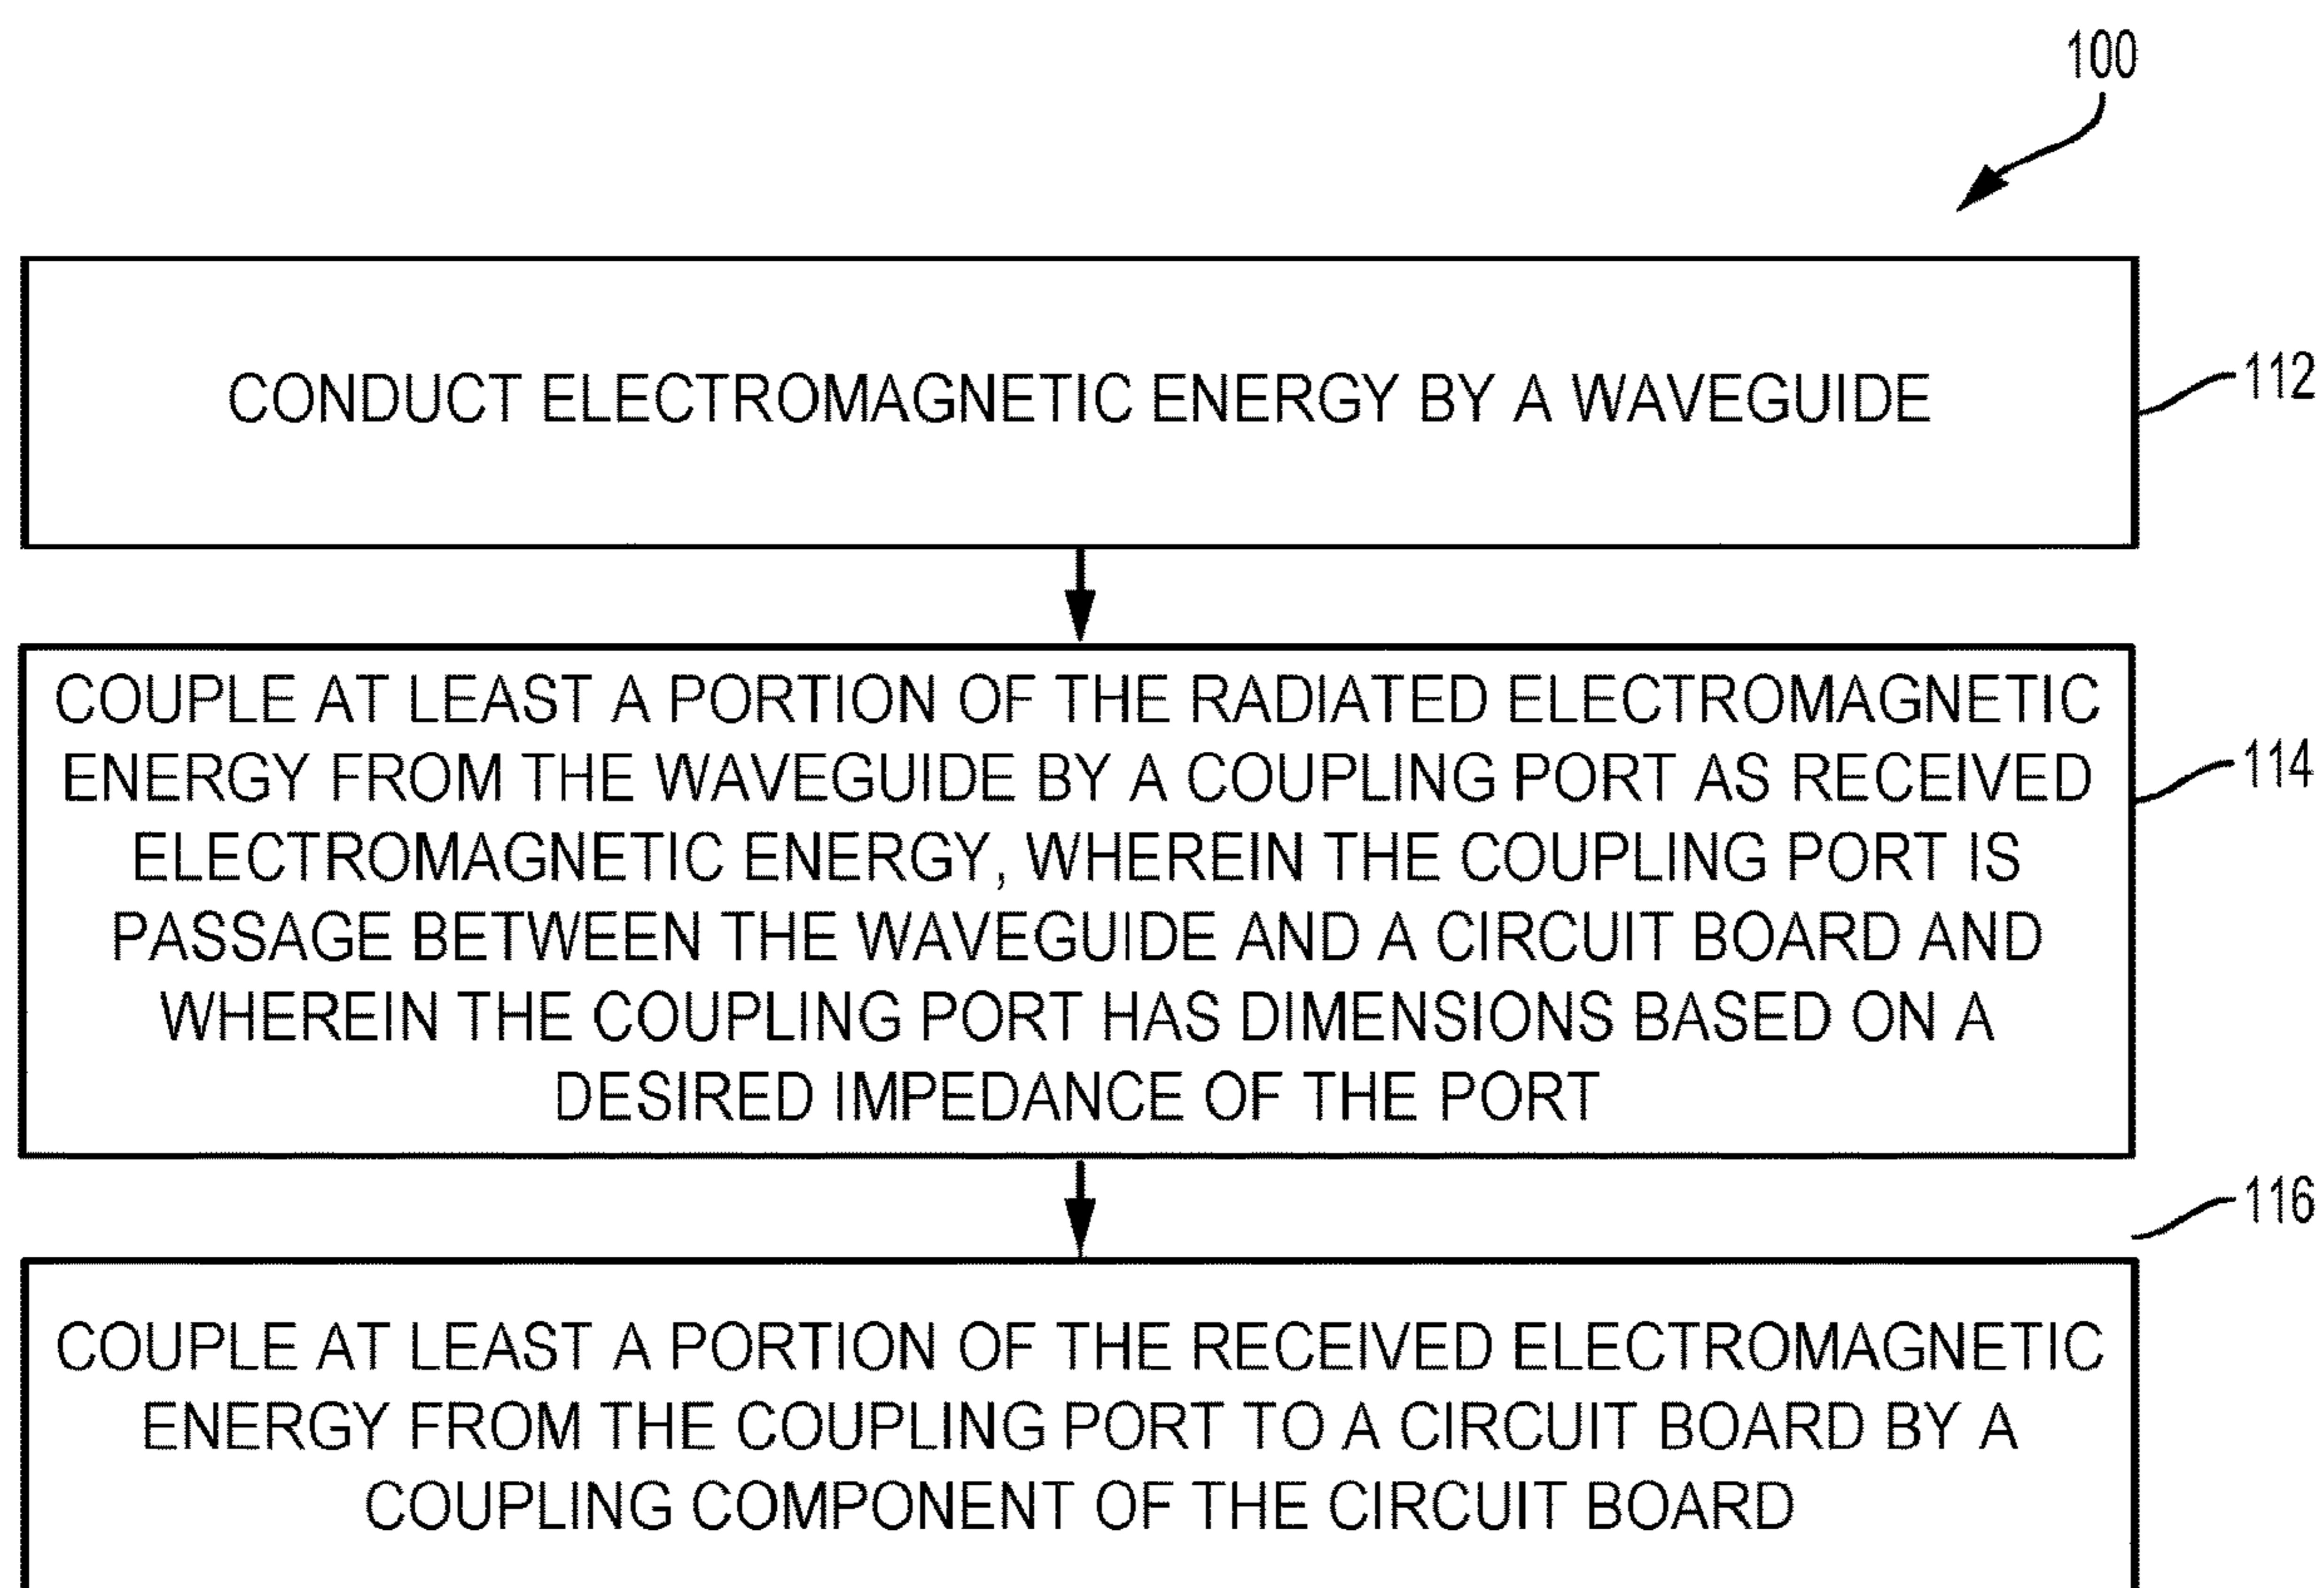 100
CONDUCT ELECTROMAGNETIC ENERGY BY A WAVEGUIDE
112
COUPLE AT LEAST A PORTION OF THE RADIATED ELECTROMAGNETIC
ENERGY FROM THE WAVEGUIDE BY A COUPLING PORT AS RECEIVED
ELECTROMAGNETIC ENERGY, WHEREIN THE COUPLING PORT IS
PASSAGE BETWEEN THE WAVEGUIDE AND A CIRCUIT BOARD AND
WHEREIN THE COUPLING PORT HAS DIMENSIONS BASED ON A
DESIRED IMPEDANCE OF THE PORT
114
116
COUPLE AT LEAST A PORTION OF THE RECEIVED ELECTROMAGNETIC
ENERGY FROM THE COUPLING PORT TO A CIRCUIT BOARD BY A
COUPLING COMPONENT OF THE CIRCUIT BOARD